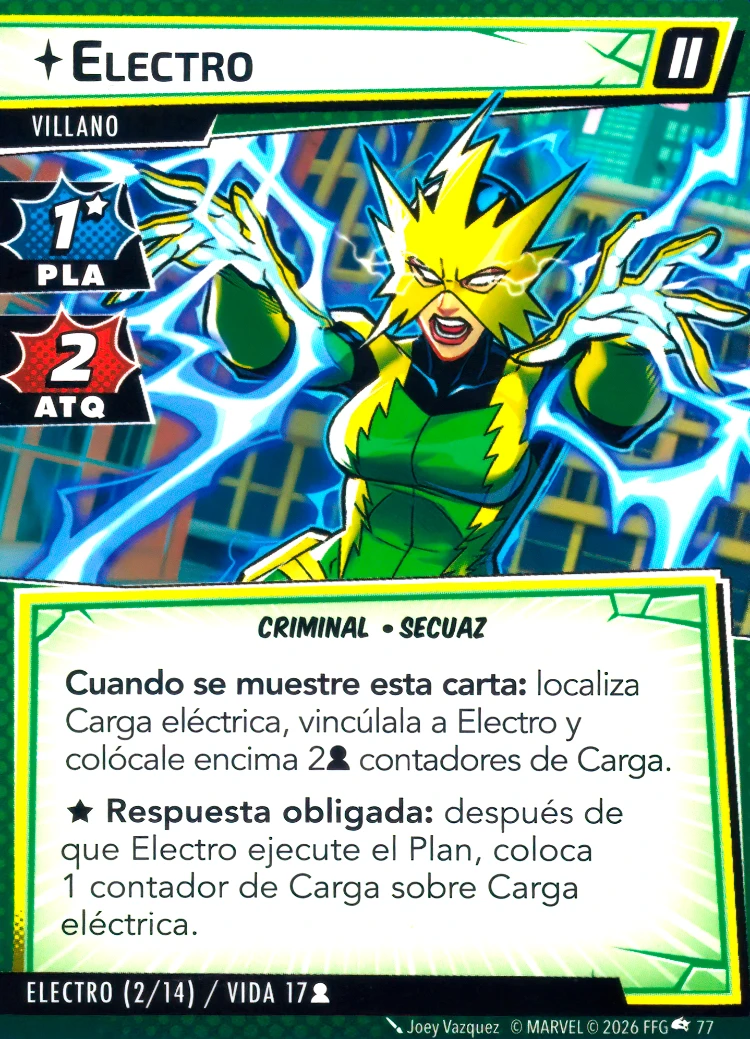 ELECTRO
II
VILLANO
1★
PLA
2
ATQ
CRIMINAL • SECUAZ
Cuando se muestre esta carta: localiza
Carga eléctrica, vincúlala a Electro y
colócale encima 2👤 contadores de Carga.
★ Respuesta obligada: después de
que Electro ejecute el Plan, coloca
1 contador de Carga sobre Carga
eléctrica.
ELECTRO (2/14) / VIDA 17👤
Joey Vazquez © MARVEL © 2026 FFG 77